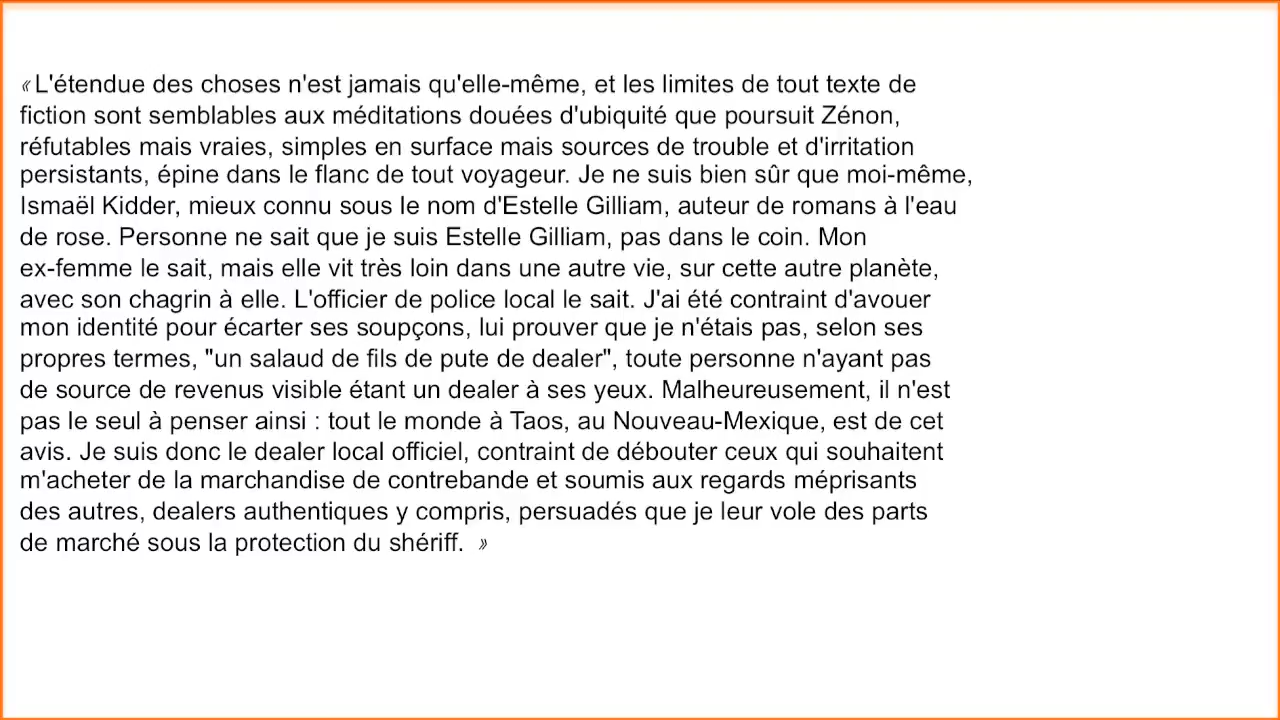 « L'étendue des choses n'est jamais qu'elle-même, et les limites de tout texte de
fiction sont semblables aux méditations douées d'ubiquité que poursuit Zénon,
réfutables mais vraies, simples en surface mais sources de trouble et d'irritation
persistants, épine dans le flanc de tout voyageur. Je ne suis bien sûr que moi-même,
Ismaël Kidder, mieux connu sous le nom d'Estelle Gilliam, auteur de romans à l'eau
de rose. Personne ne sait que je suis Estelle Gilliam, pas dans le coin. Mon
ex-femme le sait, mais elle vit très loin dans une autre vie, sur cette autre planète,
avec son chagrin à elle. L'officier de police local le sait. J'ai été contraint d'avouer
mon identité pour écarter ses soupçons, lui prouver que je n'étais pas, selon ses
propres termes, "un salaud de fils de pute de dealer", toute personne n'ayant pas
de source de revenus visible étant un dealer à ses yeux. Malheureusement, il n'est
pas le seul à penser ainsi : tout le monde à Taos, au Nouveau-Mexique, est de cet
avis. Je suis donc le dealer local officiel, contraint de débouter ceux qui souhaitent
m'acheter de la marchandise de contrebande et soumis aux regards méprisants
des autres, dealers authentiques y compris, persuadés que je leur vole des parts
de marché sous la protection du shériff. »